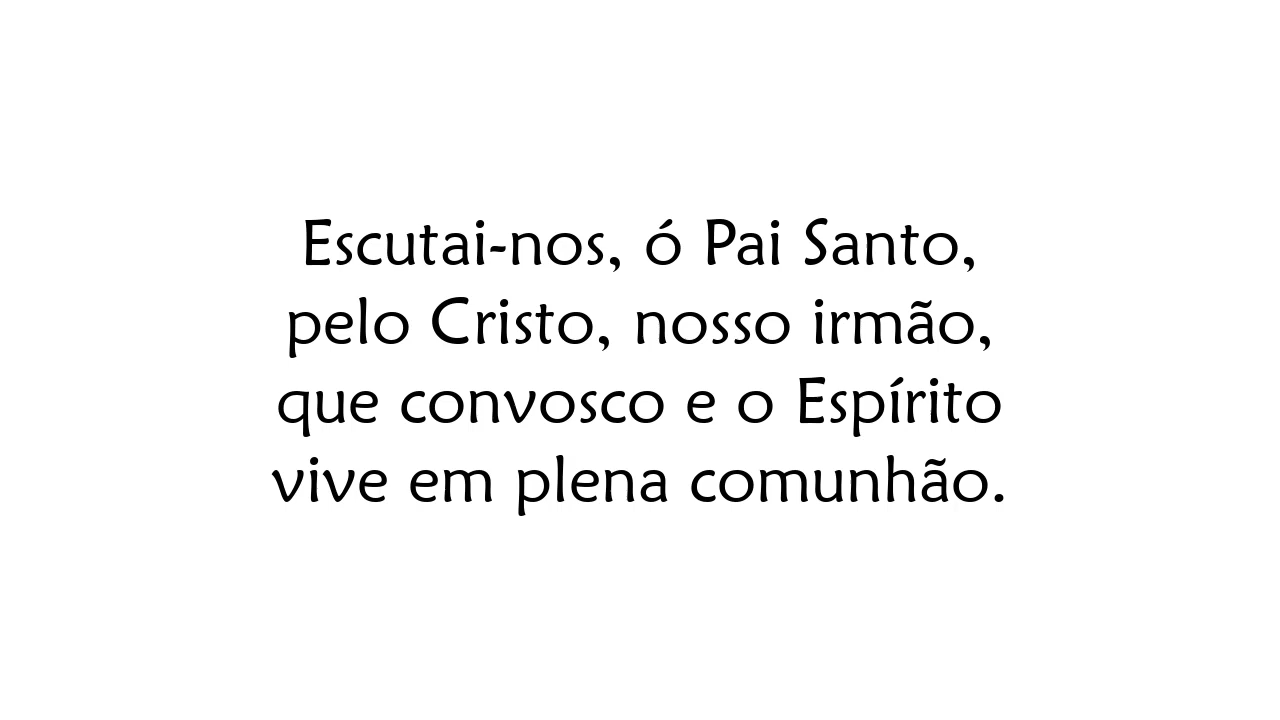 Escutai-nos, ó Pai Santo,
pelo Cristo, nosso irmão,
que convosco e o Espírito
vive em plena comunhão.